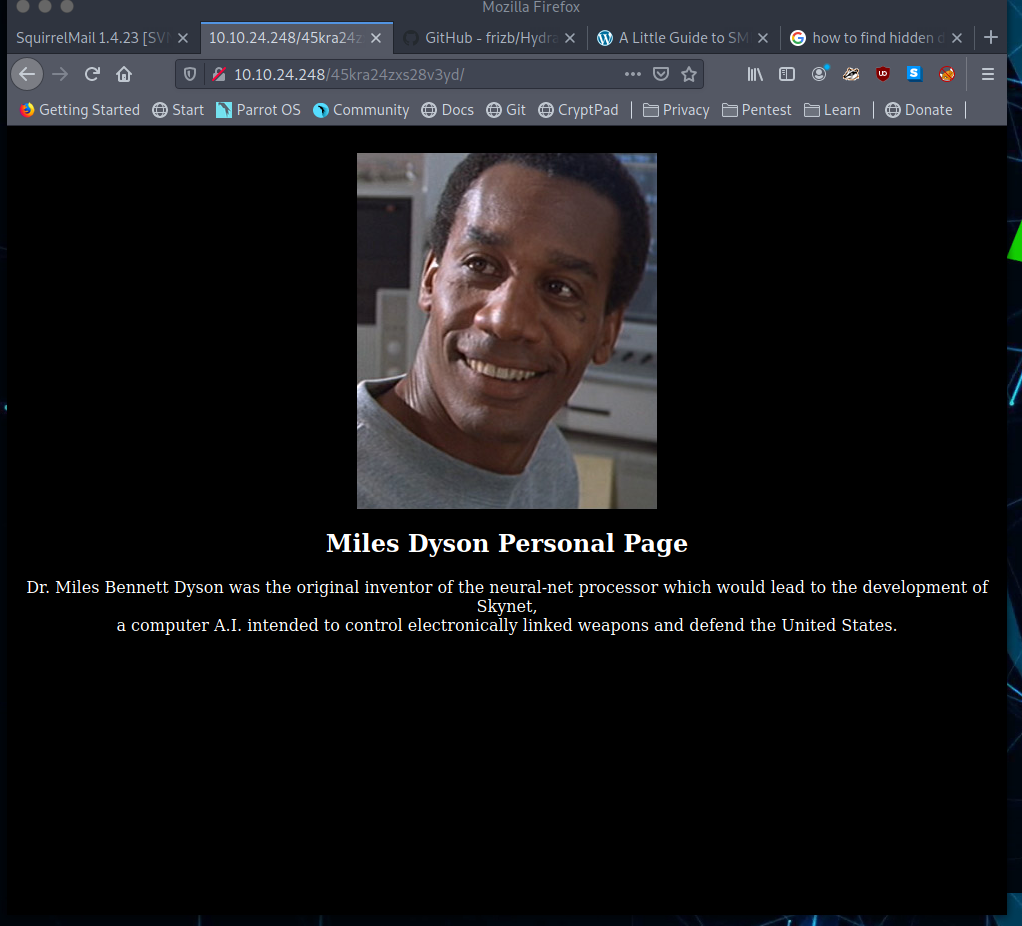 Mozilla Firefox
SquirrelMail 1.4.23 [SV
10.10.24.248/45kra24z
GitHub - frizb/Hydra
A Little Guide to SM
how to find hidden d
10.10.24.248/45kra24zxs28v3yd/
Getting Started Start Parrot OS Community Docs Git CryptPad Privacy Pentest Learn Donate
Miles Dyson Personal Page
Dr. Miles Bennett Dyson was the original inventor of the neural-net processor which would lead to the development of
Skynet,
a computer A.I. intended to control electronically linked weapons and defend the United States.